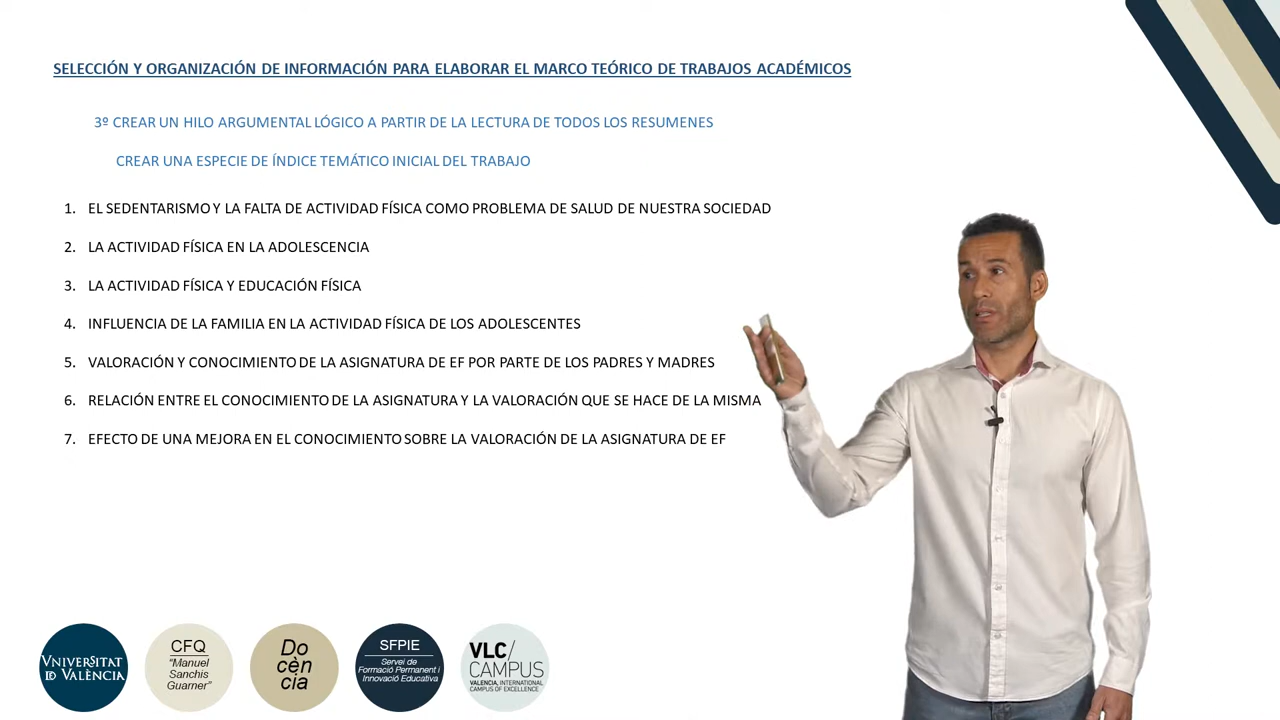 SELECCIÓN Y ORGANIZACIÓN DE INFORMACIÓN PARA ELABORAR EL MARCO TEÓRICO DE TRABAJOS ACADÉMICOS
3º CREAR UN HILO ARGUMENTAL LÓGICO A PARTIR DE LA LECTURA DE TODOS LOS RESUMENES
CREAR UNA ESPECIE DE ÍNDICE TEMÁTICO INICIAL DEL TRABAJO
1. EL SEDENTARISMO Y LA FALTA DE ACTIVIDAD FÍSICA COMO PROBLEMA DE SALUD DE NUESTRA SOCIEDAD
2. LA ACTIVIDAD FÍSICA EN LA ADOLESCENCIA
3. LA ACTIVIDAD FÍSICA Y EDUCACIÓN FÍSICA
4. INFLUENCIA DE LA FAMILIA EN LA ACTIVIDAD FÍSICA DE LOS ADOLESCENTES
5. VALORACIÓN Y CONOCIMIENTO DE LA ASIGNATURA DE EF POR PARTE DE LOS PADRES Y MADRES
6. RELACIÓN ENTRE EL CONOCIMIENTO DE LA ASIGNATURA Y LA VALORACIÓN QUE SE HACE DE LA MISMA
7. EFECTO DE UNA MEJORA EN EL CONOCIMIENTO SOBRE LA VALORACIÓN DE LA ASIGNATURA DE EF
VNIVERSITAT
ID VALÈNCIA
CFQ
"Manuel
Sanchis
Guarner"
Do
cèn
cia
SFPIE
Servei de
Formació Permanent i
Innovació Educativa
VLC/
CAMPUS
VALENCIA, INTERNATIONAL
CAMPUS OF EXCELLENCE